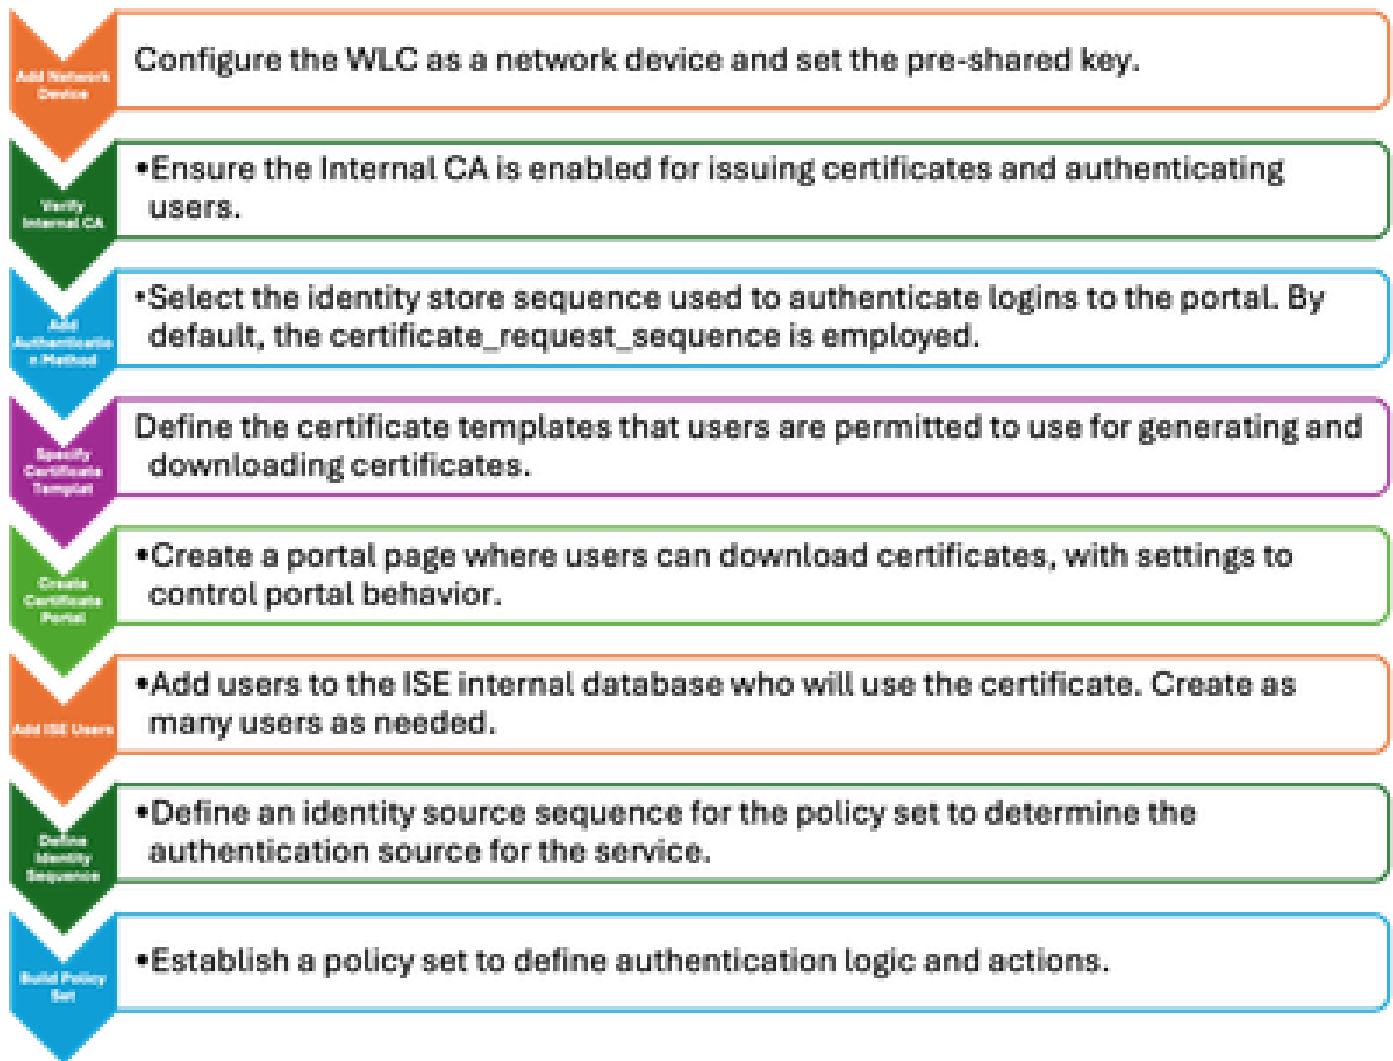 Add Network
Device
Configure the WLC as a network device and set the pre-shared key.
Verify
Internal CA
•Ensure the Internal CA is enabled for issuing certificates and authenticating
users.
Add
Authenticatio
n Method
•Select the identity store sequence used to authenticate logins to the portal. By
default, the certificate_request_sequence is employed.
Specify
Certificate
Templat
Define the certificate templates that users are permitted to use for generating and
downloading certificates.
Create
Certificate
Portal
•Create a portal page where users can download certificates, with settings to
control portal behavior.
Add ISE Users
•Add users to the ISE internal database who will use the certificate. Create as
many users as needed.
Define
Identity
Sequence
•Define an identity source sequence for the policy set to determine the
authentication source for the service.
Build Policy
Set
•Establish a policy set to define authentication logic and actions.